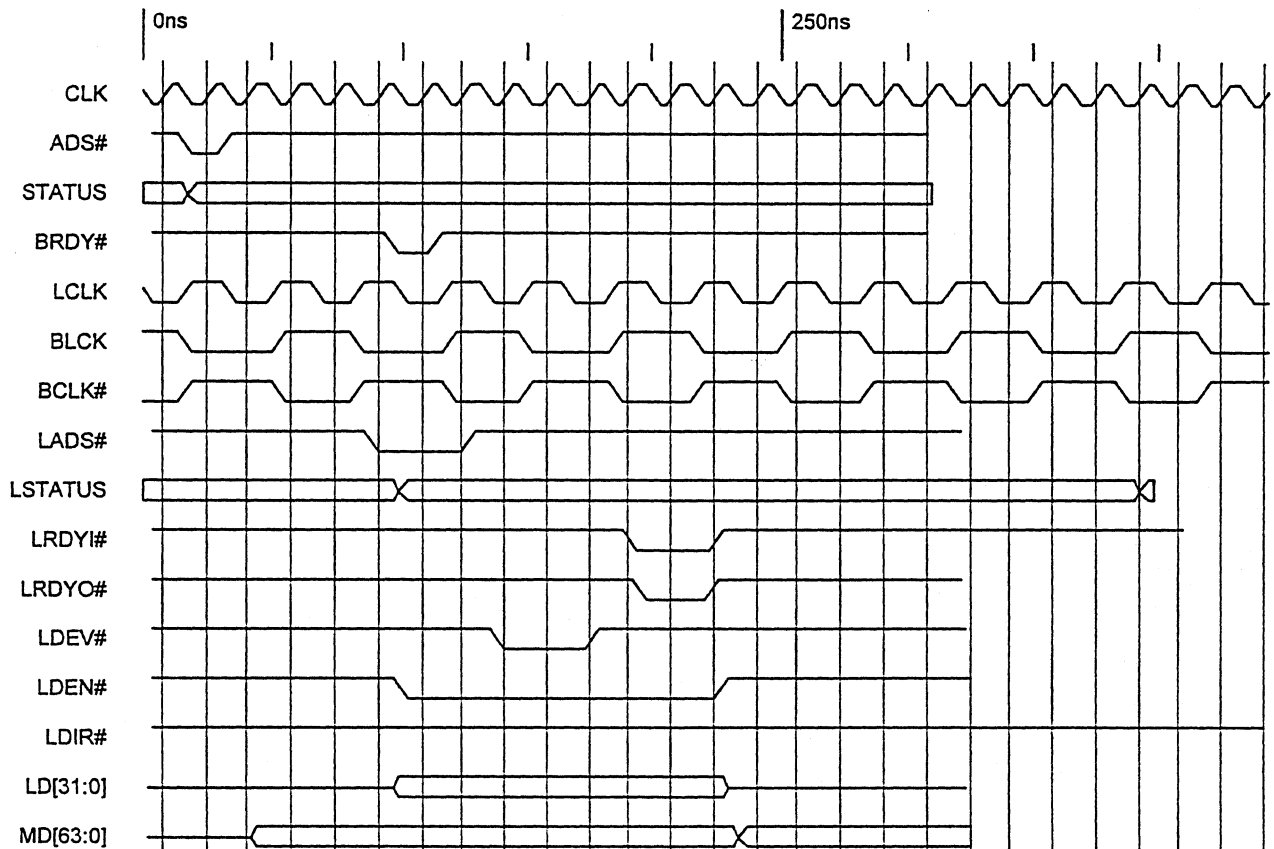 0ns
250ns
CLK
ADS#
STATUS
BRDY#
LCLK
BLCK
BCLK#
LADS#
LSTATUS
LRDYI#
LRDYO#
LDEV#
LDEN#
LDIR#
LD[31:0]
MD[63:0]